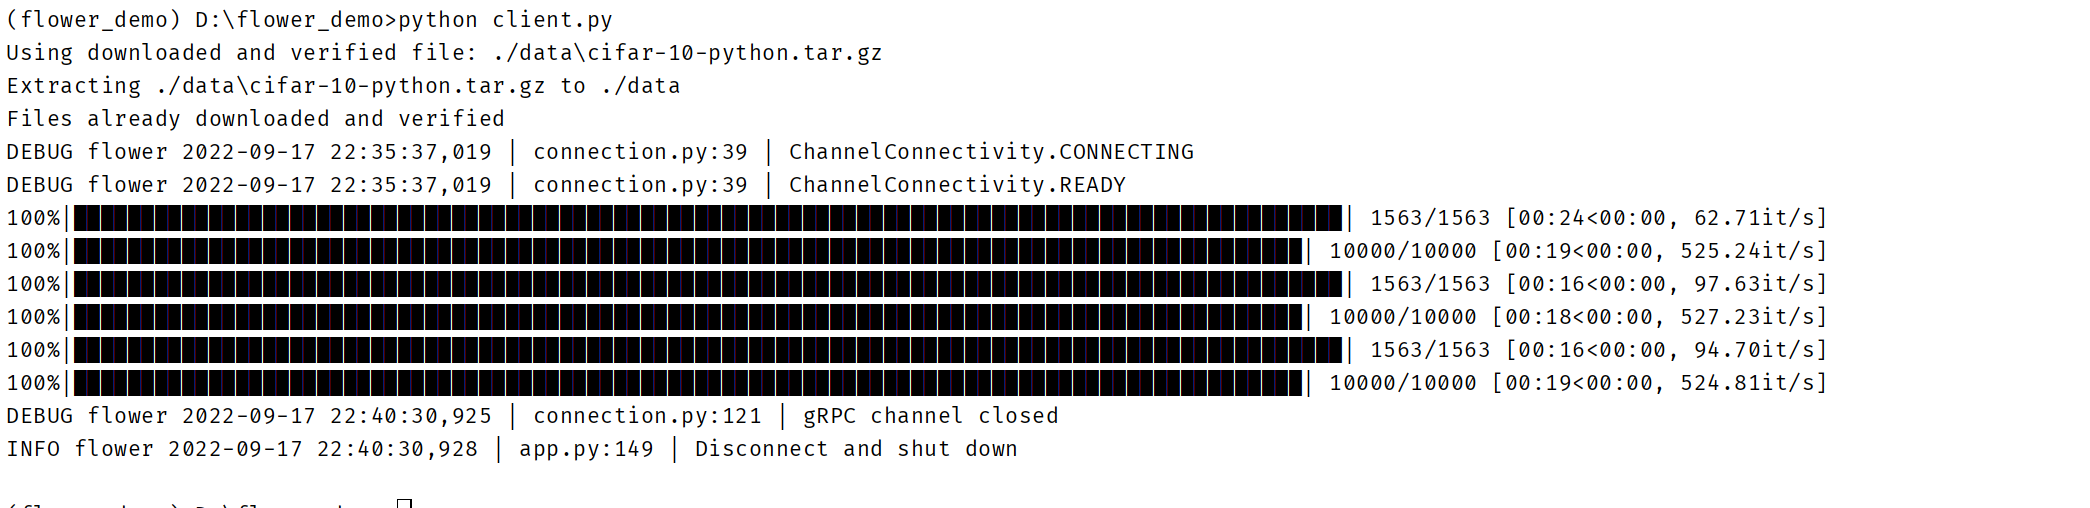 (flower_demo) D:\flower_demo>python client.py
Using downloaded and verified file: ./data\cifar-10-python.tar.gz
Extracting ./data\cifar-10-python.tar.gz to ./data
Files already downloaded and verified
DEBUG flower 2022-09-17 22:35:37,019 | connection.py:39 | ChannelConnectivity.CONNECTING
DEBUG flower 2022-09-17 22:35:37,019 | connection.py:39 | ChannelConnectivity.READY
100%| | 1563/1563 [00:24<00:00, 62.71it/s]
100%| | 10000/10000 [00:19<00:00, 525.24it/s]
100%| | 1563/1563 [00:16<00:00, 97.63it/s]
100%| | 10000/10000 [00:18<00:00, 527.23it/s]
100%| | 1563/1563 [00:16<00:00, 94.70it/s]
100%| | 10000/10000 [00:19<00:00, 524.81it/s]
DEBUG flower 2022-09-17 22:40:30,925 | connection.py:121 | gRPC channel closed
INFO flower 2022-09-17 22:40:30,928 | app.py:149 | Disconnect and shut down